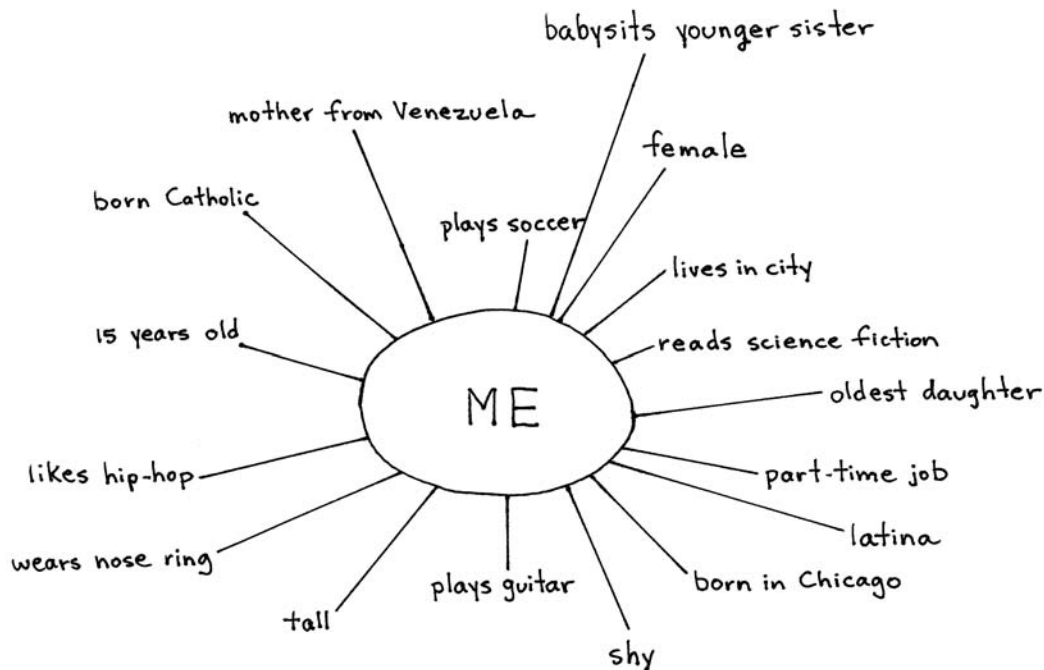 babysits younger sister
mother from Venezuela
female
born Catholic
plays soccer
lives in city
15 years old
reads science fiction
ME
oldest daughter
likes hip-hop
part-time job
latina
wears nose ring
plays guitar
born in Chicago
tall
shy